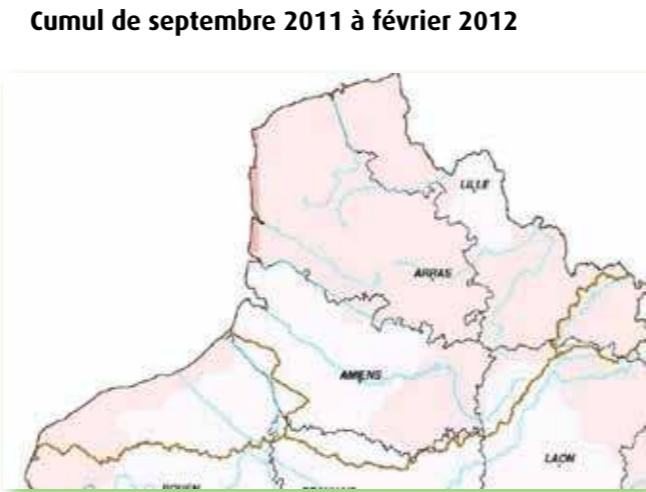 Cumul de septembre 2011 à février 2012
LILLE
ARRAS
AMIENS
LAON